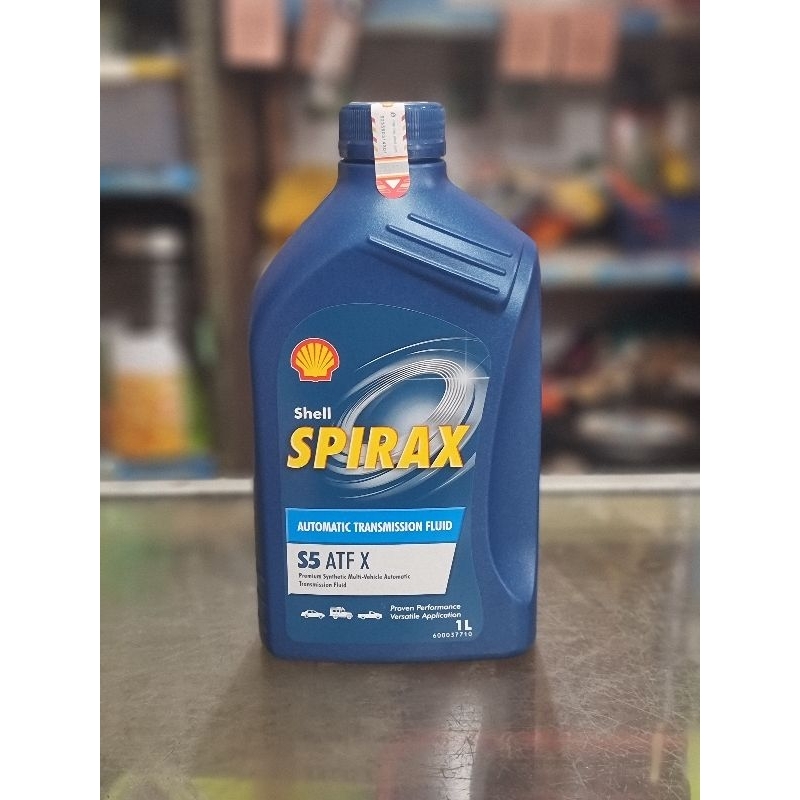 Shell
SPIRAX
AUTOMATIC TRANSMISSION FLUID
S5 ATF X
Premium Synthetic Multi-Vehicle Automatic
Transmission Fluid
Proven Performance
Versatile Application
1L
600037710